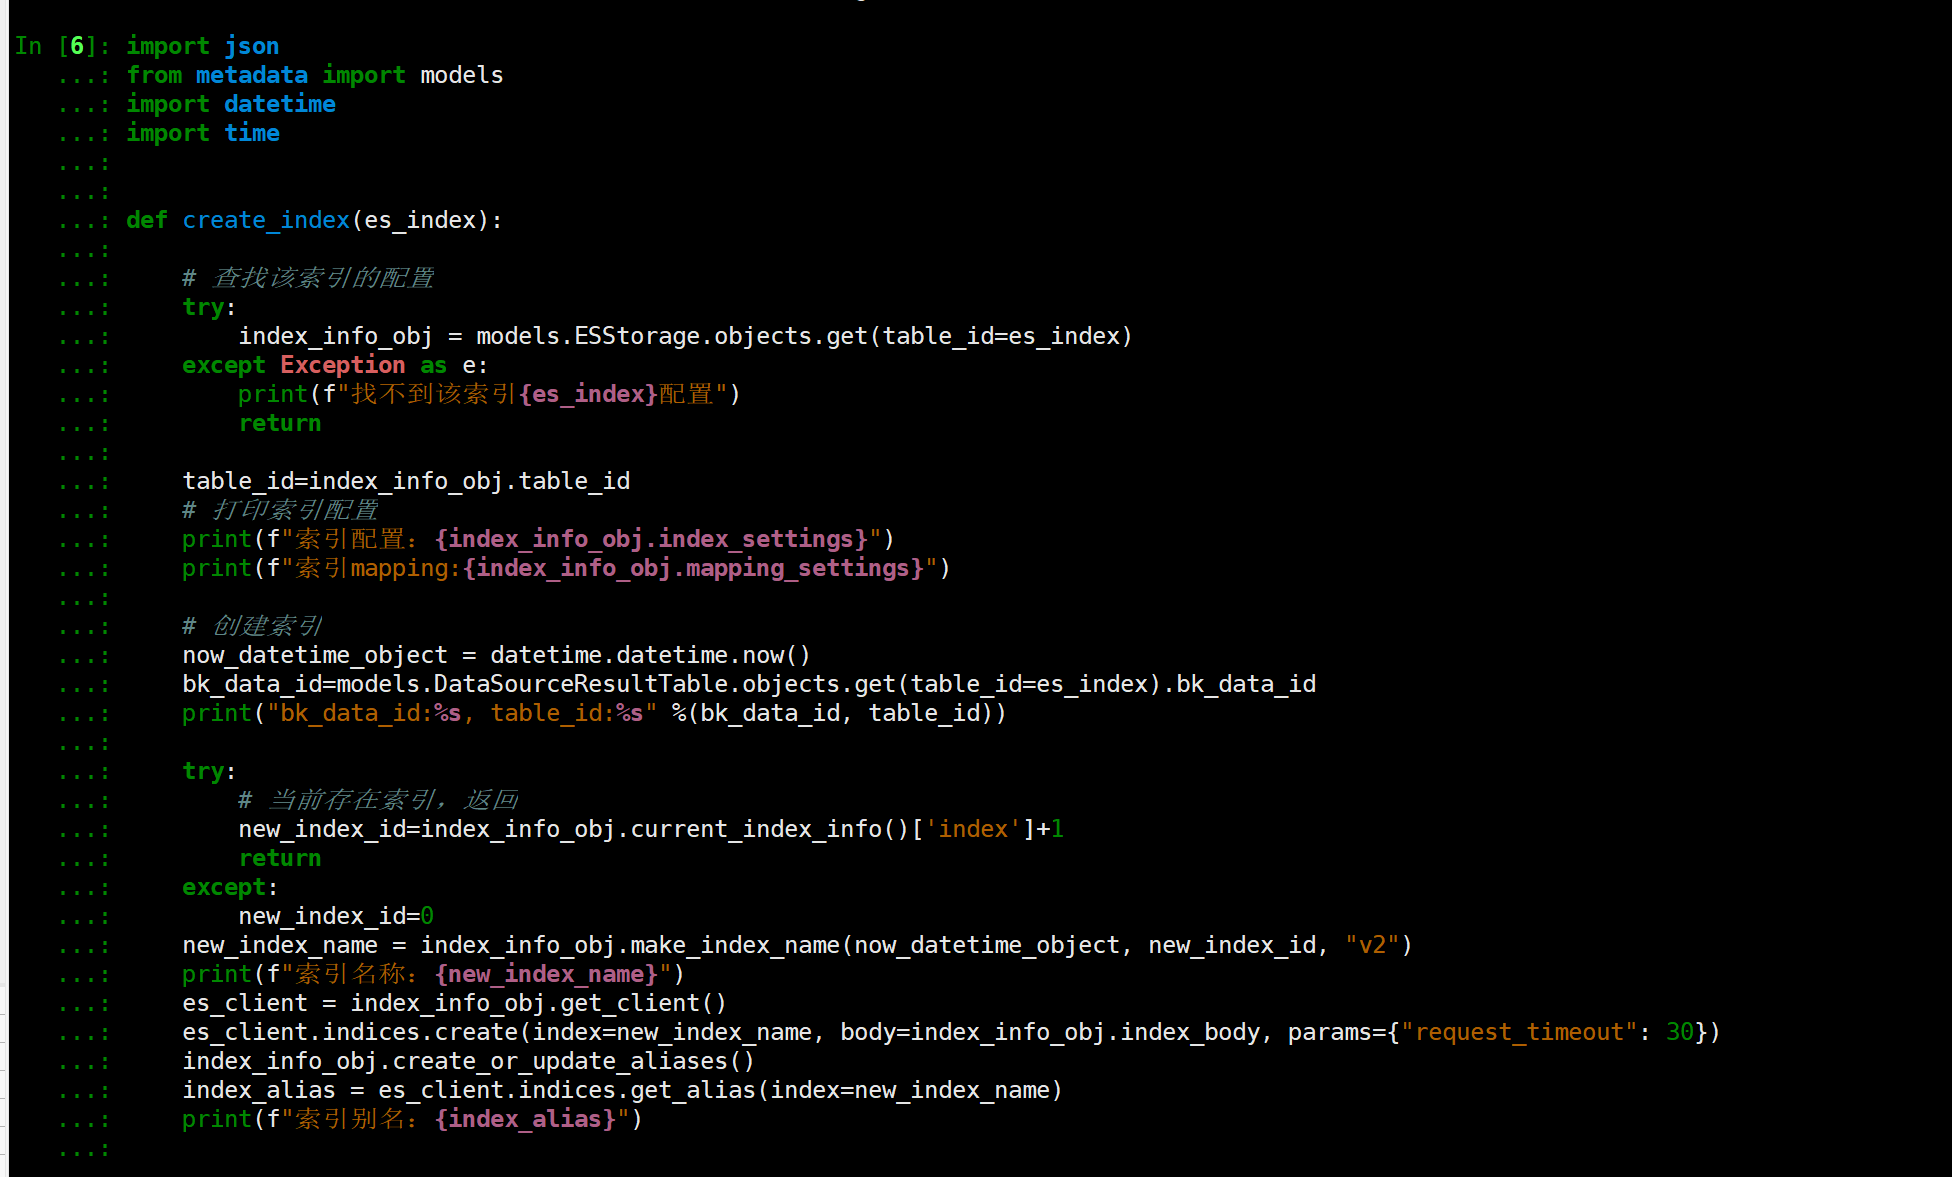 In [6]: import json
   ...: from metadata import models
   ...: import datetime
   ...: import time
   ...:
   ...:
   ...: def create_index(es_index):
   ...:
   ...:     # 查找该索引的配置
   ...:     try:
   ...:         index_info_obj = models.ESStorage.objects.get(table_id=es_index)
   ...:     except Exception as e:
   ...:         print(f"找不到该索引{es_index}配置")
   ...:         return
   ...:
   ...:     table_id=index_info_obj.table_id
   ...:     # 打印索引配置
   ...:     print(f"索引配置：{index_info_obj.index_settings}")
   ...:     print(f"索引mapping:{index_info_obj.mapping_settings}")
   ...:
   ...:     # 创建索引
   ...:     now_datetime_object = datetime.datetime.now()
   ...:     bk_data_id=models.DataSourceResultTable.objects.get(table_id=es_index).bk_data_id
   ...:     print("bk_data_id:%s, table_id:%s" %(bk_data_id, table_id))
   ...:
   ...:     try:
   ...:         # 当前存在索引，返回
   ...:         new_index_id=index_info_obj.current_index_info()['index']+1
   ...:         return
   ...:     except:
   ...:         new_index_id=0
   ...:     new_index_name = index_info_obj.make_index_name(now_datetime_object, new_index_id, "v2")
   ...:     print(f"索引名称：{new_index_name}")
   ...:     es_client = index_info_obj.get_client()
   ...:     es_client.indices.create(index=new_index_name, body=index_info_obj.index_body, params={"request_timeout": 30})
   ...:     index_info_obj.create_or_update_aliases()
   ...:     index_alias = es_client.indices.get_alias(index=new_index_name)
   ...:     print(f"索引别名：{index_alias}")
   ...: